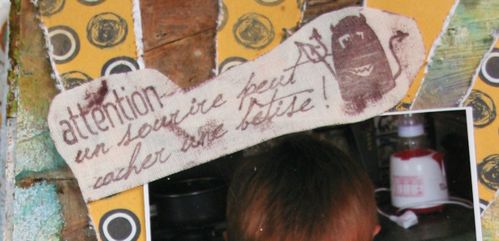 attention
un sourire peut
cacher une bêtise !